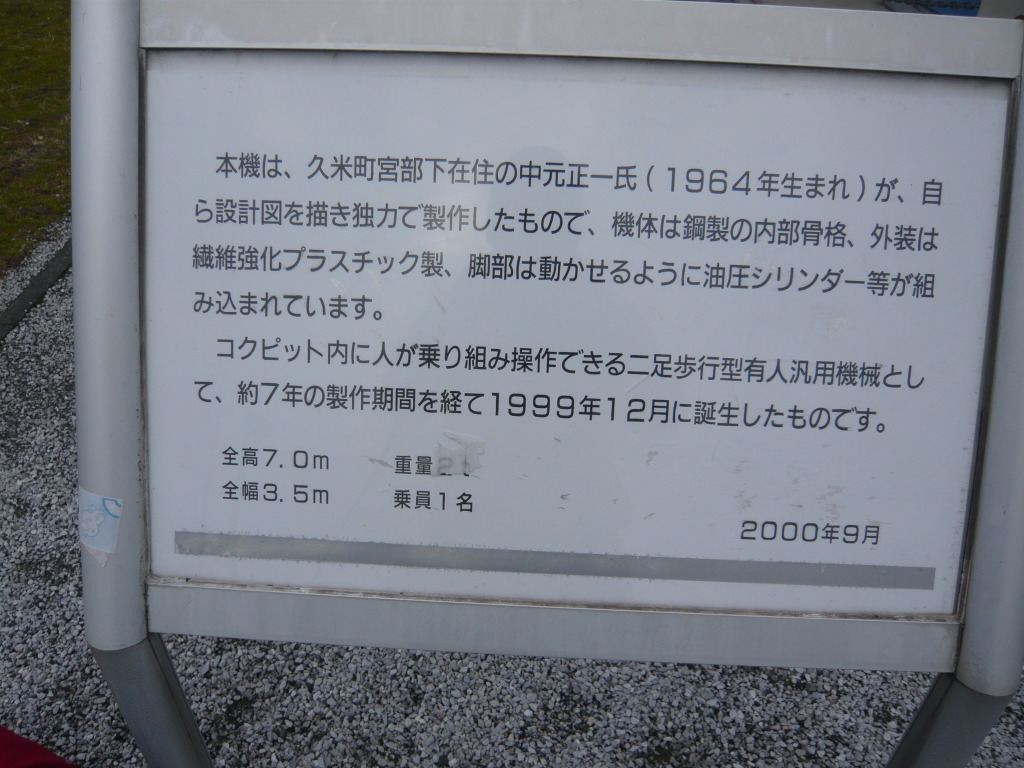 本機は、久米町宮部下在住の中元正一氏(1964年生まれ)が、自
ら設計図を描き独力で製作したもので、機体は鋼製の内部骨格、外装は
繊維強化プラスチック製、脚部は動かせるように油圧シリンダー等が組
み込まれています。
コクピット内に人が乗り組み操作できる二足歩行型有人汎用機械とし
て、約7年の製作期間を経て1999年12月に誕生したものです。
全高7.0m 重量2t
全幅3.5m 乗員1名
2000年9月